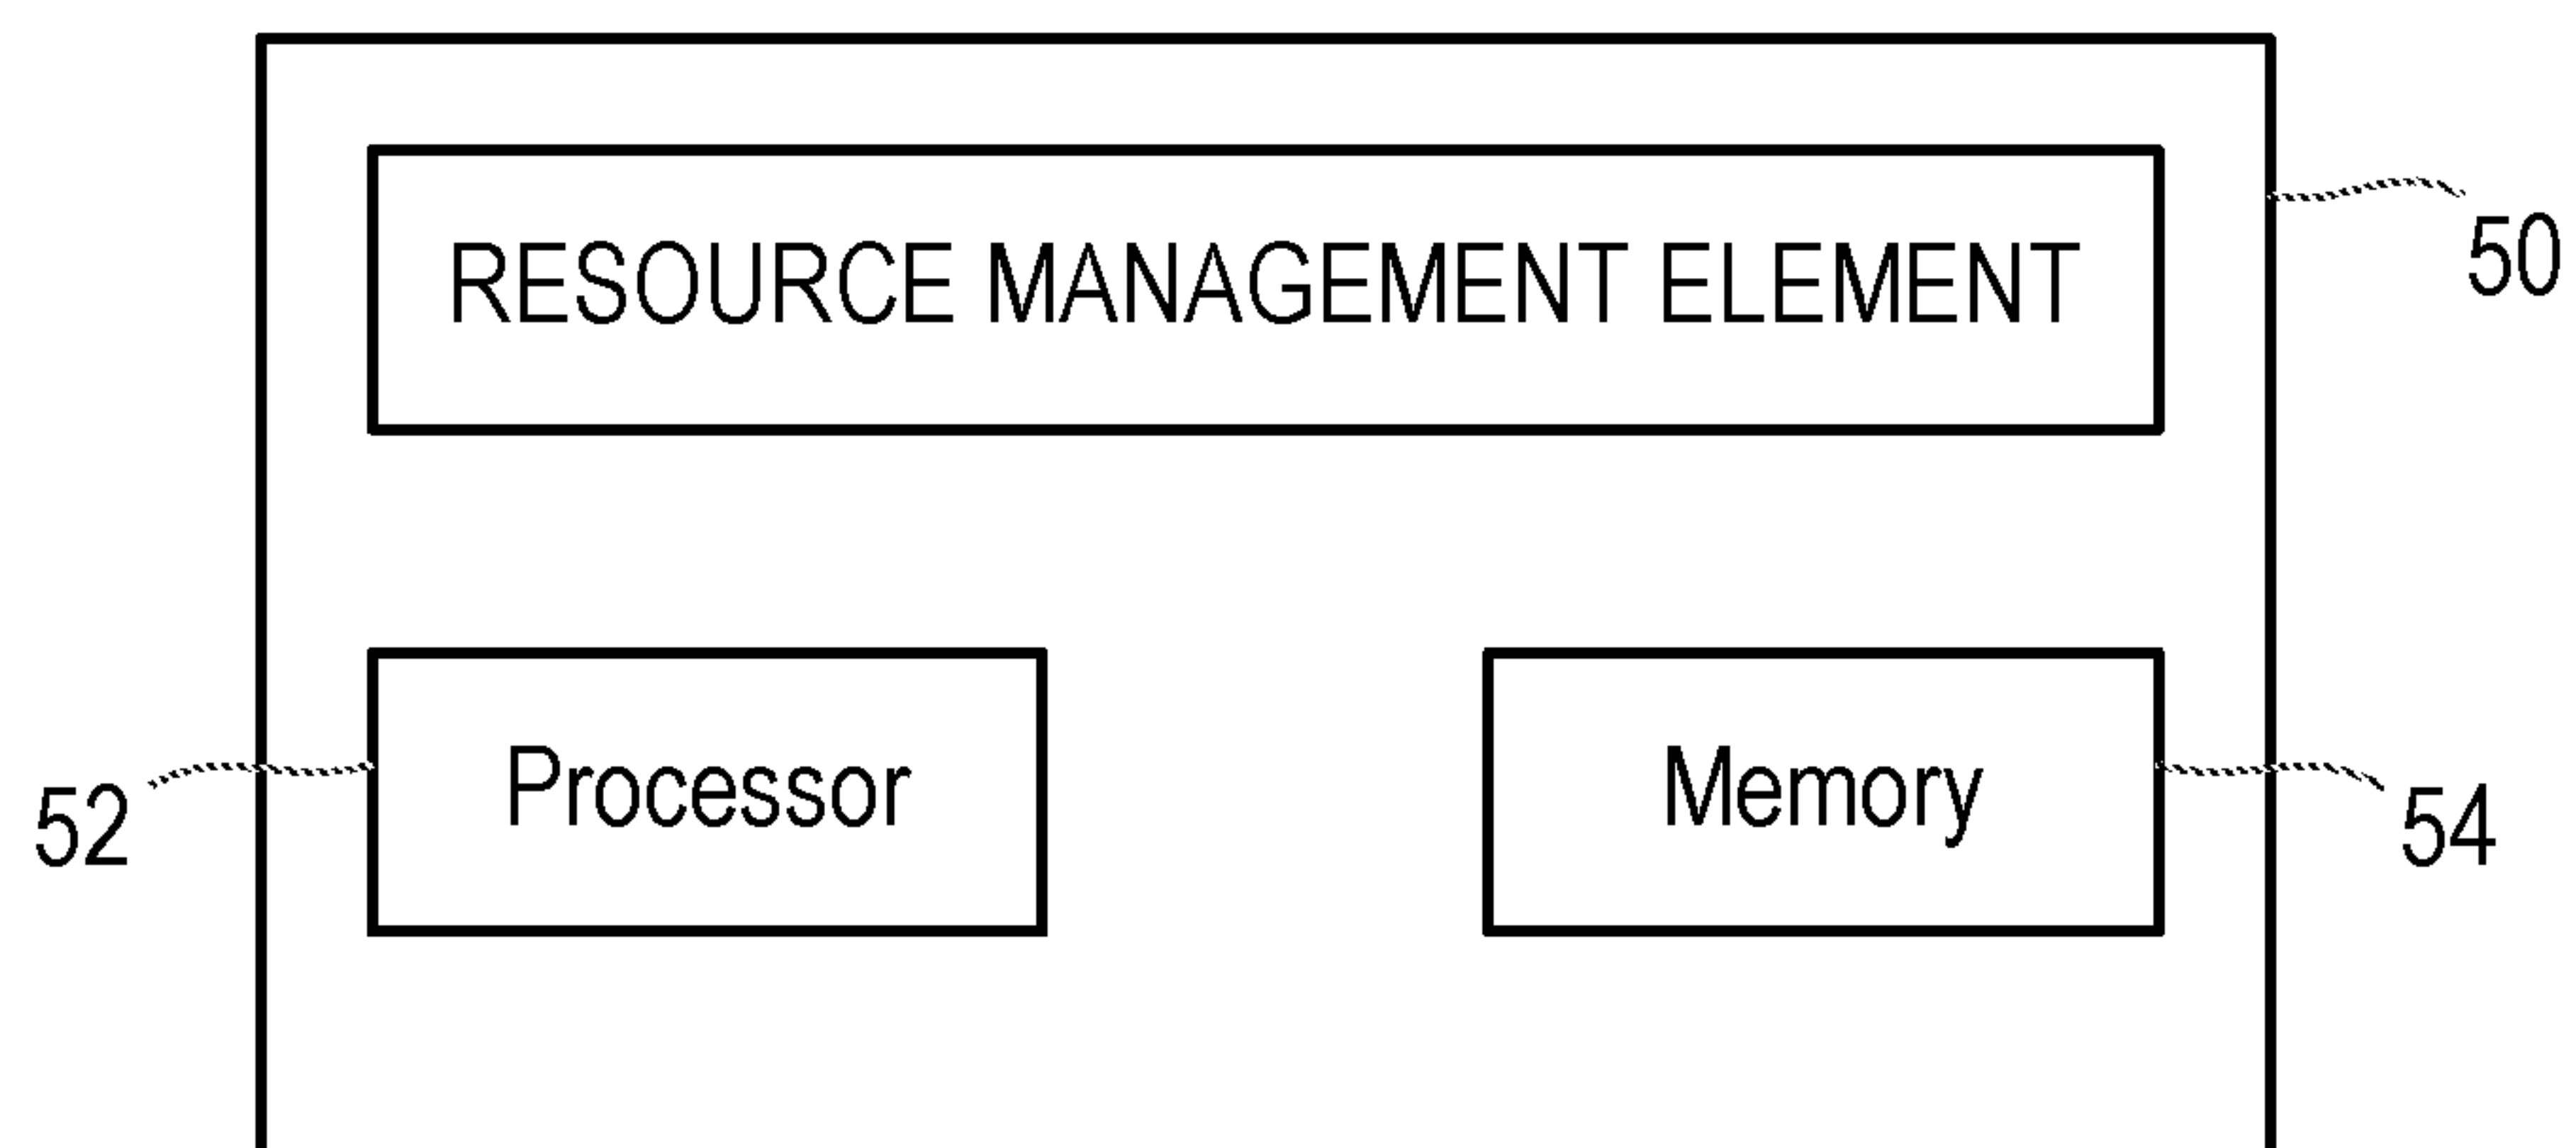 RESOURCE MANAGEMENT ELEMENT
50
Processor
Memory
52
54